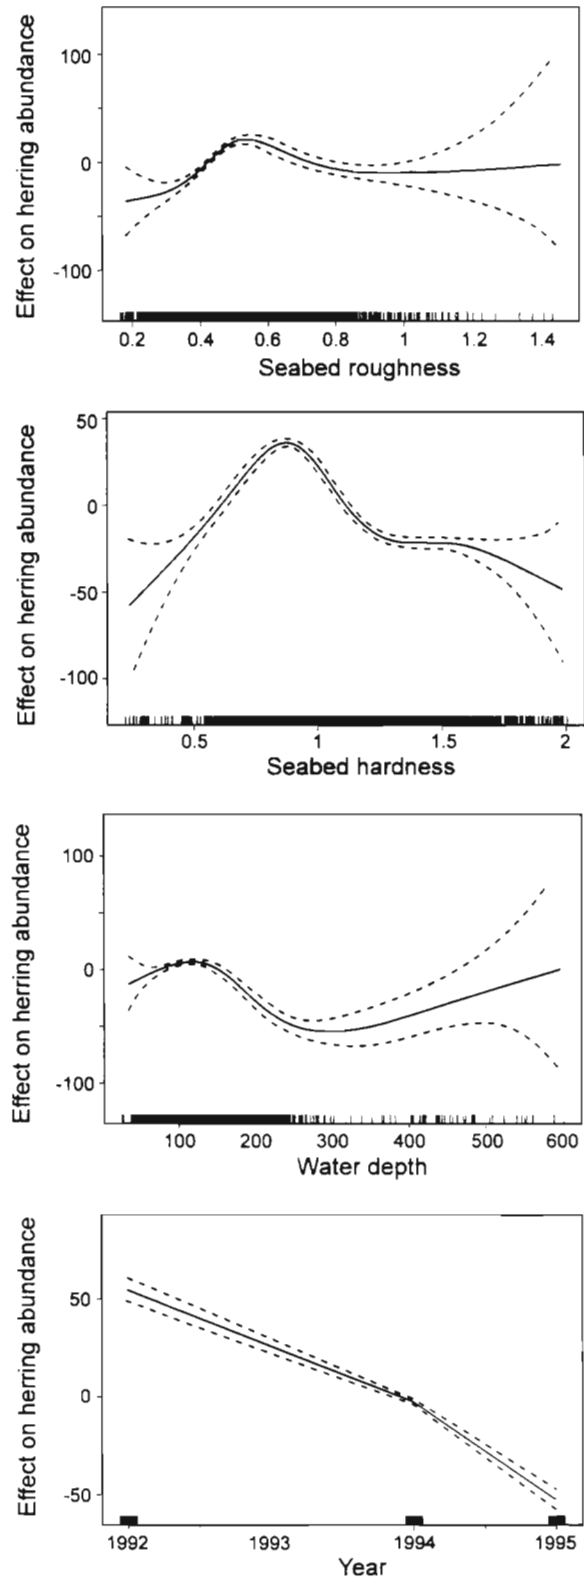 Effect on herring abundance
100
0
-100
0.2 0.4 0.6 0.8 1 1.2 1.4
Seabed roughness
Effect on herring abundance
50
0
-50
-100
0.5 1 1.5 2
Seabed hardness
Effect on herring abundance
100
0
-100
100 200 300 400 500 600
Water depth
Effect on herring abundance
50
0
-50
1992 1993 1994 1995
Year